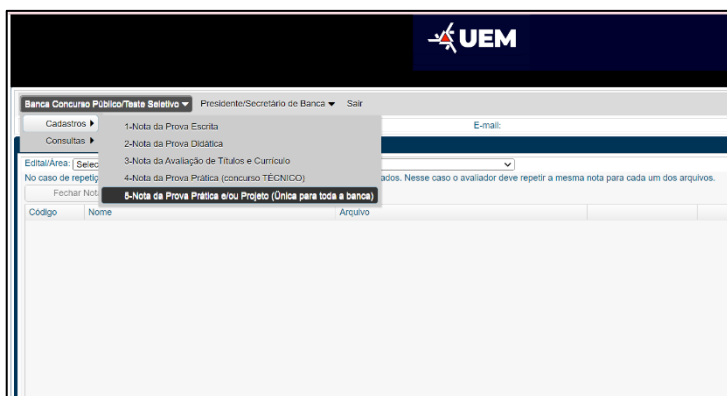 UEM
Banca Concurso Público/Teste Seletivo Presidente/Secretário de Banca Sair
Cadastros
Consultas
1-Nota da Prova Escrita
2-Nota da Prova Didática
3-Nota da Avaliação de Títulos e Currículo
4-Nota da Prova Prática (concurso TÉCNICO)
5-Nota da Prova Prática e/ou Projeto (Única para toda a banca)
E-mail:
Edital/Área: Selec
No caso de repetiç ados. Nesse caso o avaliador deve repetir a mesma nota para cada um dos arquivos.
Fechar Not
Código Nome Arquivo